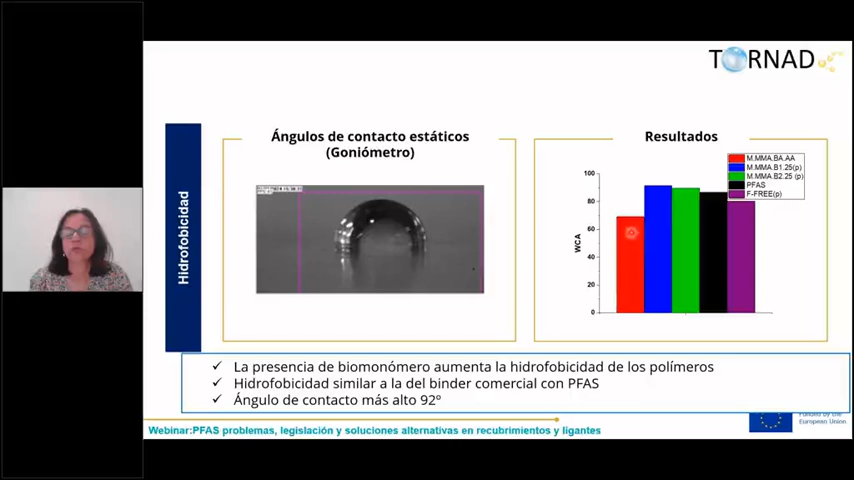 TORNAD
Hidrofobicidad
Ángulos de contacto estáticos
(Goniómetro)
Resultados
M.MMA.BA.AA
M.MMA.B1.25(p)
M.MMA.B2.25 (p)
PFAS
F-FREE(p)
100
80
60
40
20
0
WCA
✓ La presencia de biomonómero aumenta la hidrofobicidad de los polímeros
✓ Hidrofobicidad similar a la del binder comercial con PFAS
✓ Ángulo de contacto más alto 92º
Webinar:PFAS problemas, legislación y soluciones alternativas en recubrimientos y ligantes
Funded by the
European Union